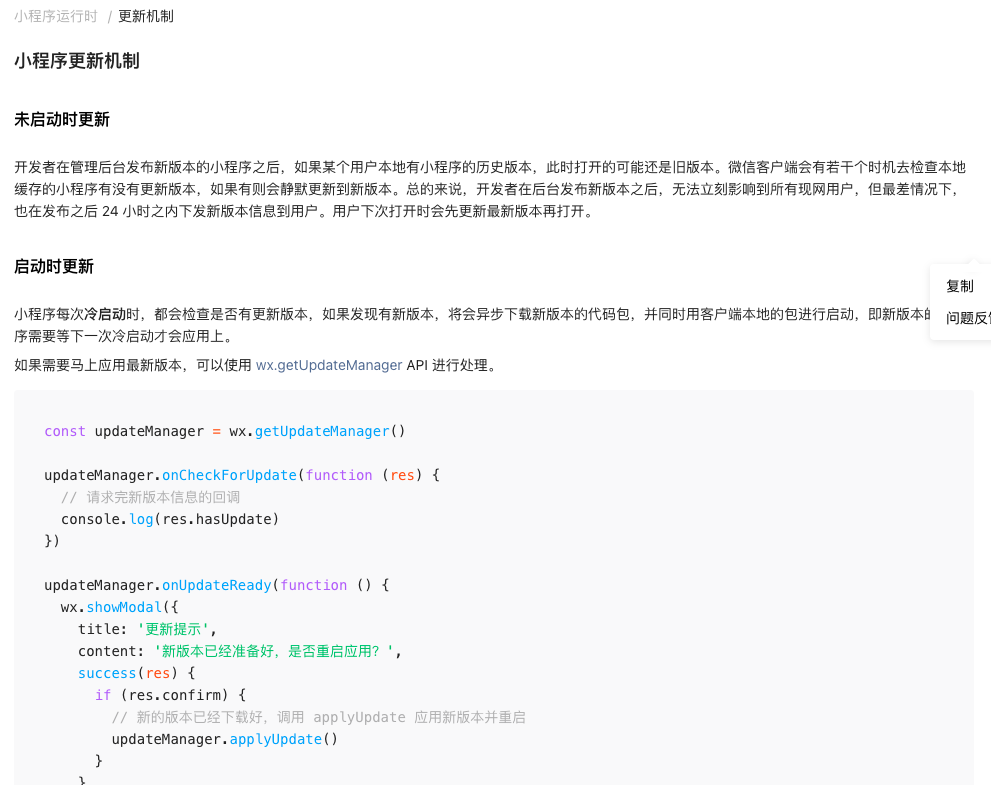 小程序运行时 / 更新机制
小程序更新机制
未启动时更新
开发者在管理后台发布新版本的小程序之后，如果某个用户本地有小程序的历史版本，此时打开的可能还是旧版本。微信客户端会有若干个时机去检查本地
缓存的小程序有没有更新版本，如果有则会静默更新到新版本。总的来说，开发者在后台发布新版本之后，无法立刻影响到所有现网用户，但最差情况下，
也在发布之后 24 小时之内下发新版本信息到用户。用户下次打开时会先更新最新版本再打开。
启动时更新
复制
小程序每次冷启动时，都会检查是否有更新版本，如果发现有新版本，将会异步下载新版本的代码包，并同时用客户端本地的包进行启动，即新版本的
问题反馈
序需要等下一次冷启动才会应用上。
如果需要马上应用最新版本，可以使用 wx.getUpdateManager API 进行处理。
const updateManager = wx.getUpdateManager()
updateManager.onCheckForUpdate(function (res) {
  // 请求完新版本信息的回调
  console.log(res.hasUpdate)
})
updateManager.onUpdateReady(function () {
  wx.showModal({
    title: '更新提示',
    content: '新版本已经准备好，是否重启应用？',
    success(res) {
      if (res.confirm) {
        // 新的版本已经下载好，调用 applyUpdate 应用新版本并重启
        updateManager.applyUpdate()
      }
    }